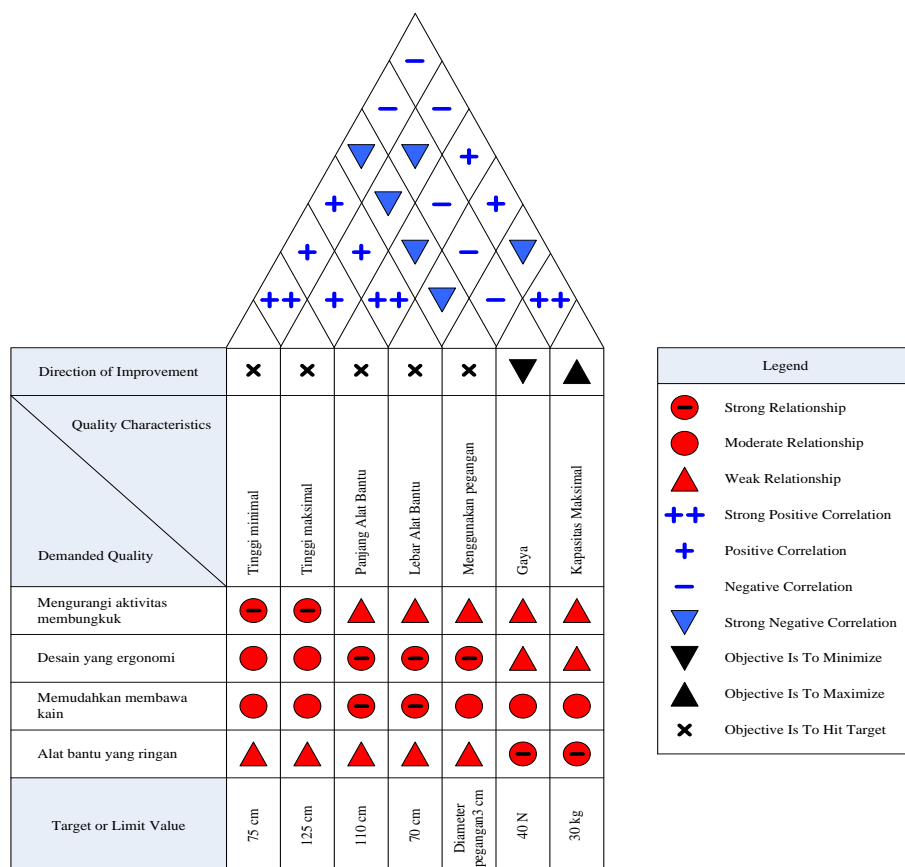 Direction of Improvement
Quality Characteristics
Demanded Quality
Tinggi minimal
Tinggi maksimal
Panjang Alat Bantu
Lebar Alat Bantu
Menggunakan pegangan
Gaya
Kapasitas Maksimal
Mengurangi aktivitas
membungkuk
Desain yang ergonomi
Memudahkan membawa
kain
Alat bantu yang ringan
Target or Limit Value
75 cm
125 cm
110 cm
70 cm
Diameter
pegangan3 cm
40 N
30 kg
Legend
Strong Relationship
Moderate Relationship
Weak Relationship
Strong Positive Correlation
Positive Correlation
Negative Correlation
Strong Negative Correlation
Objective Is To Minimize
Objective Is To Maximize
Objective Is To Hit Target